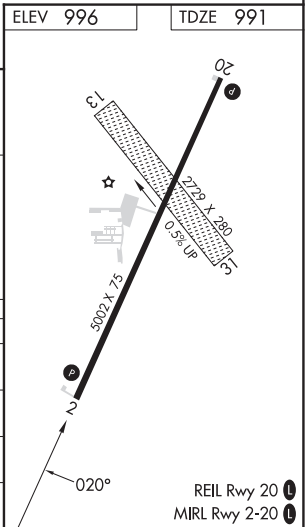 ELEV 996
TDZE 991
20
P
13
2729 X 280
0.5% UP
31
5002 X 75
P
2
020°
REIL Rwy 20 L
MIRL Rwy 2-20 L